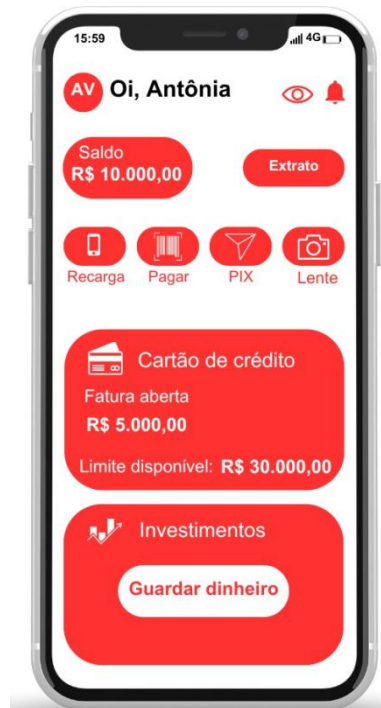 15:59
4G
AV Oi, Antônia
Saldo
R$ 10.000,00
Extrato
Recarga Pagar PIX Lente
Cartão de crédito
Fatura aberta
R$ 5.000,00
Limite disponível: R$ 30.000,00
Investimentos
Guardar dinheiro